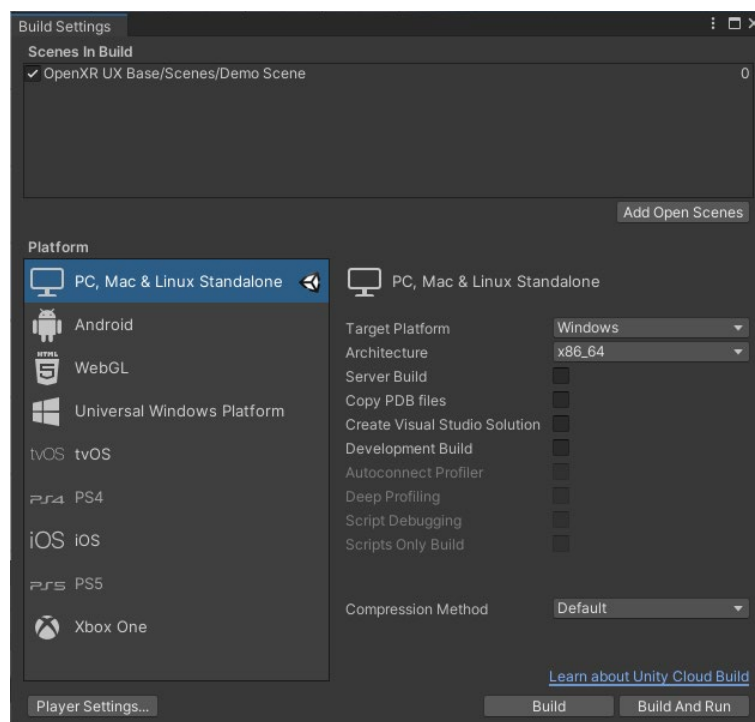 Build Settings
Scenes In Build
OpenXR UX Base/Scenes/Demo Scene 0
Add Open Scenes
Platform
PC, Mac & Linux Standalone
Android
HTML 5 WebGL
Universal Windows Platform
tvOS tvOS
PS4 PS4
iOS iOS
PS5 PS5
Xbox One
PC, Mac & Linux Standalone
Target Platform Windows
Architecture x86_64
Server Build
Copy PDB files
Create Visual Studio Solution
Development Build
Autoconnect Profiler
Deep Profiling
Script Debugging
Scripts Only Build
Compression Method Default
Learn about Unity Cloud Build
Player Settings...
Build
Build And Run